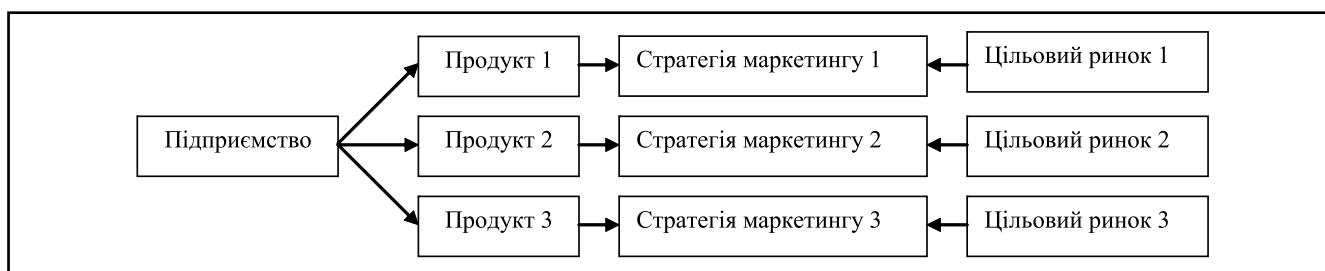 Продукт 1
Стратегія маркетингу 1
Цільовий ринок 1
Підприємство
Продукт 2
Стратегія маркетингу 2
Цільовий ринок 2
Продукт 3
Стратегія маркетингу 3
Цільовий ринок 3